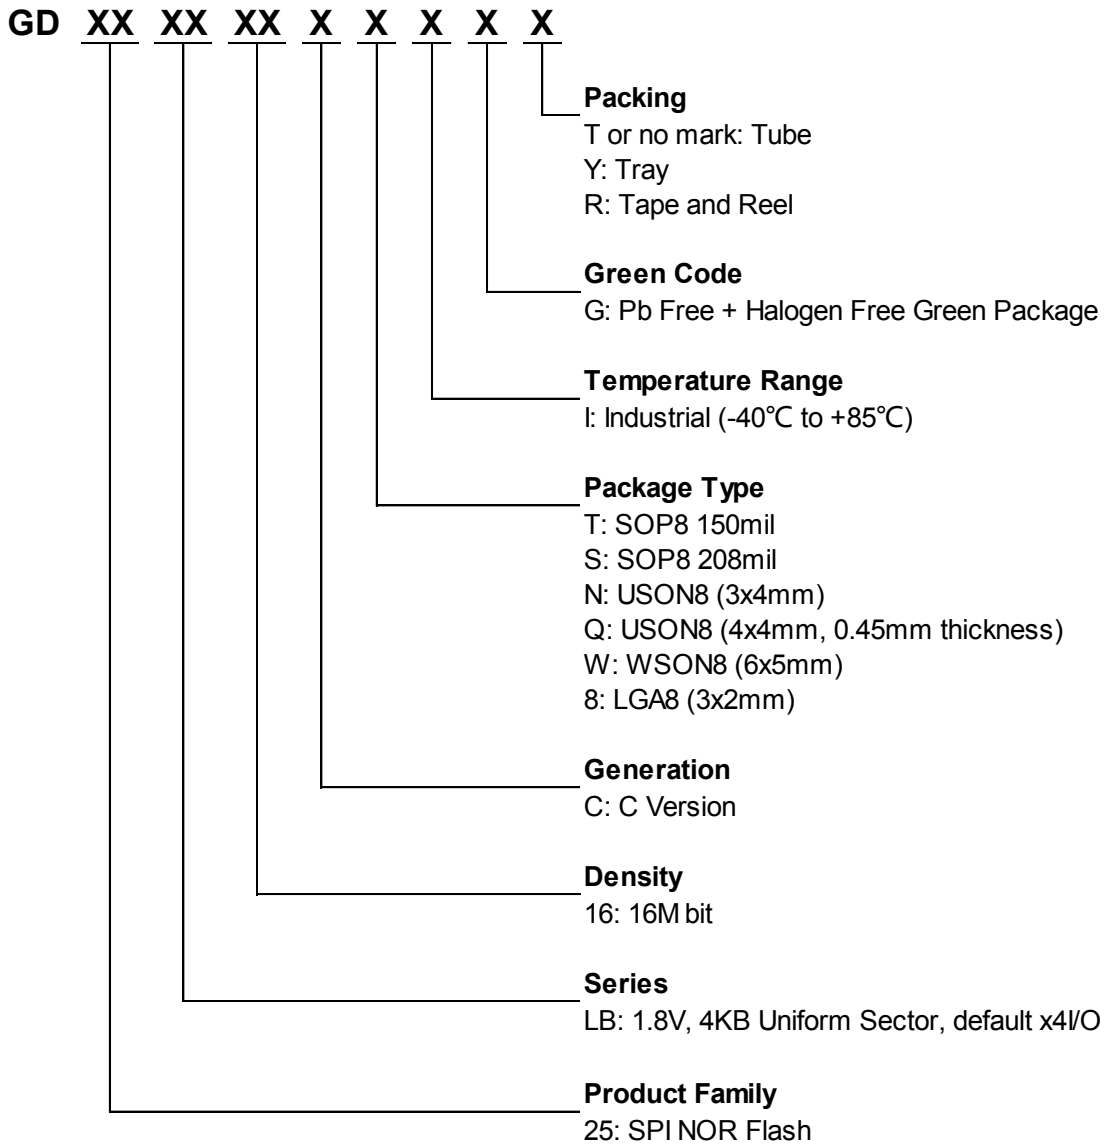 GD XX XX XX X X X X X
Packing
T or no mark: Tube
Y: Tray
R: Tape and Reel
Green Code
G: Pb Free + Halogen Free Green Package
Temperature Range
I: Industrial (-40℃ to +85℃)
Package Type
T: SOP8 150mil
S: SOP8 208mil
N: USON8 (3x4mm)
Q: USON8 (4x4mm, 0.45mm thickness)
W: WSON8 (6x5mm)
8: LGA8 (3x2mm)
Generation
C: C Version
Density
16: 16M bit
Series
LB: 1.8V, 4KB Uniform Sector, default x4I/O
Product Family
25: SPI NOR Flash